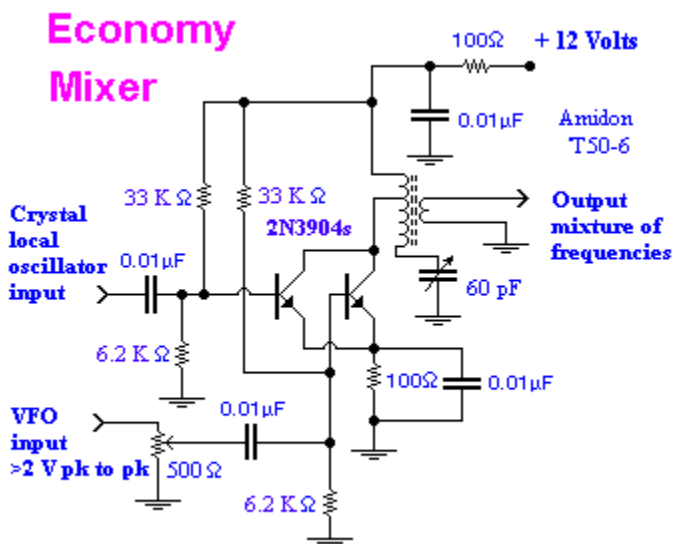 Economy
Mixer
100Ω
+ 12 Volts
0.01µF
Amidon
T50-6
33 K Ω
33 K Ω
2N3904s
Crystal
local
oscillator
input
0.01µF
Output
mixture of
frequencies
60 pF
6.2 K Ω
100Ω
0.01µF
VFO
input
>2 V pk to pk
0.01µF
500 Ω
6.2 K Ω